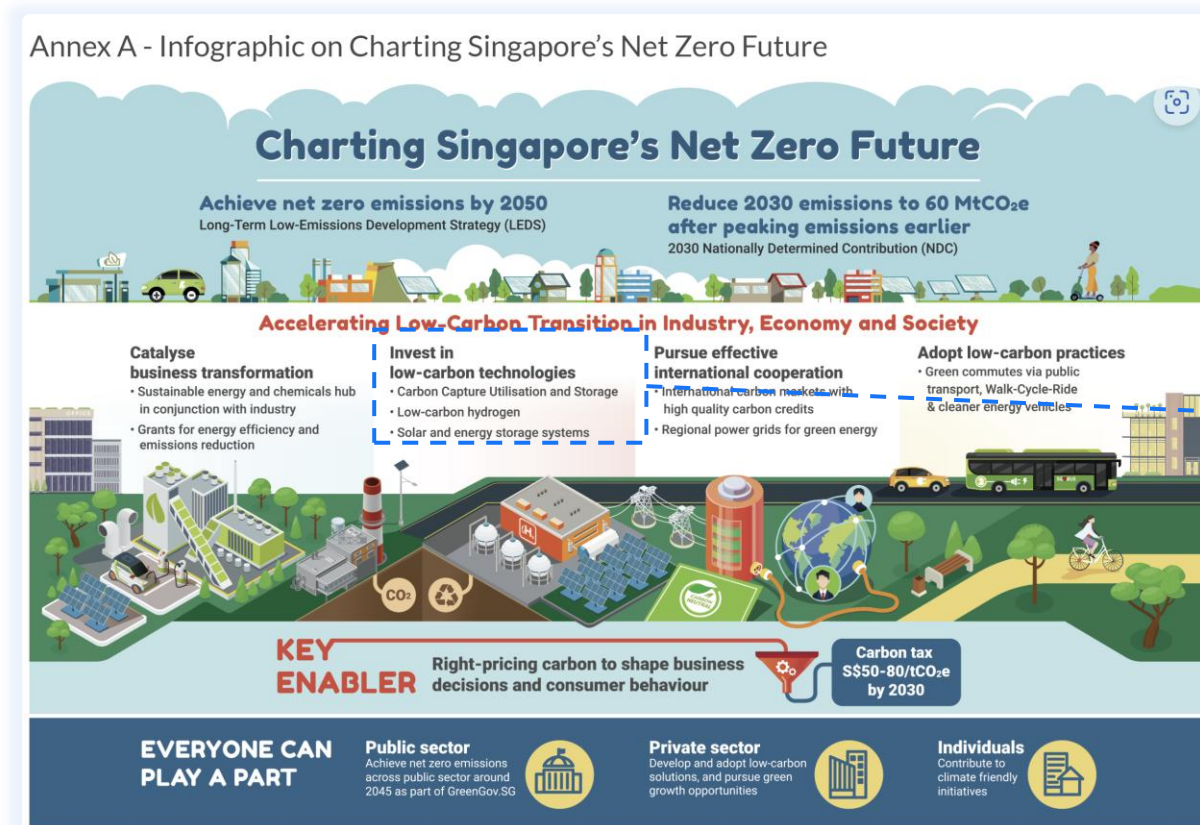 Annex A - Infographic on Charting Singapore's Net Zero Future
Charting Singapore's Net Zero Future
Achieve net zero emissions by 2050
Long-Term Low-Emissions Development Strategy (LEDS)
Reduce 2030 emissions to 60 MtCO₂e
after peaking emissions earlier
2030 Nationally Determined Contribution (NDC)
Accelerating Low-Carbon Transition in Industry, Economy and Society
Catalyse
business transformation
• Sustainable energy and chemicals hub
in conjunction with industry
• Grants for energy efficiency and
emissions reduction
Invest in
low-carbon technologies
• Carbon Capture Utilisation and Storage
• Low-carbon hydrogen
• Solar and energy storage systems
Pursue effective
international cooperation
• International carbon markets with
high quality carbon credits
• Regional power grids for green energy
Adopt low-carbon practices
• Green commutes via public
transport, Walk-Cycle-Ride
& cleaner energy vehicles
OFFICE
H
CO₂
CARBON
NEUTRAL
KEY
ENABLER
Right-pricing carbon to shape business
decisions and consumer behaviour
Carbon tax
S$50-80/tCO₂e
by 2030
EVERYONE CAN
PLAY A PART
Public sector
Achieve net zero emissions
across public sector around
2045 as part of GreenGov.SG
Private sector
Develop and adopt low-carbon
solutions, and pursue green
growth opportunities
Individuals
Contribute to
climate friendly
initiatives